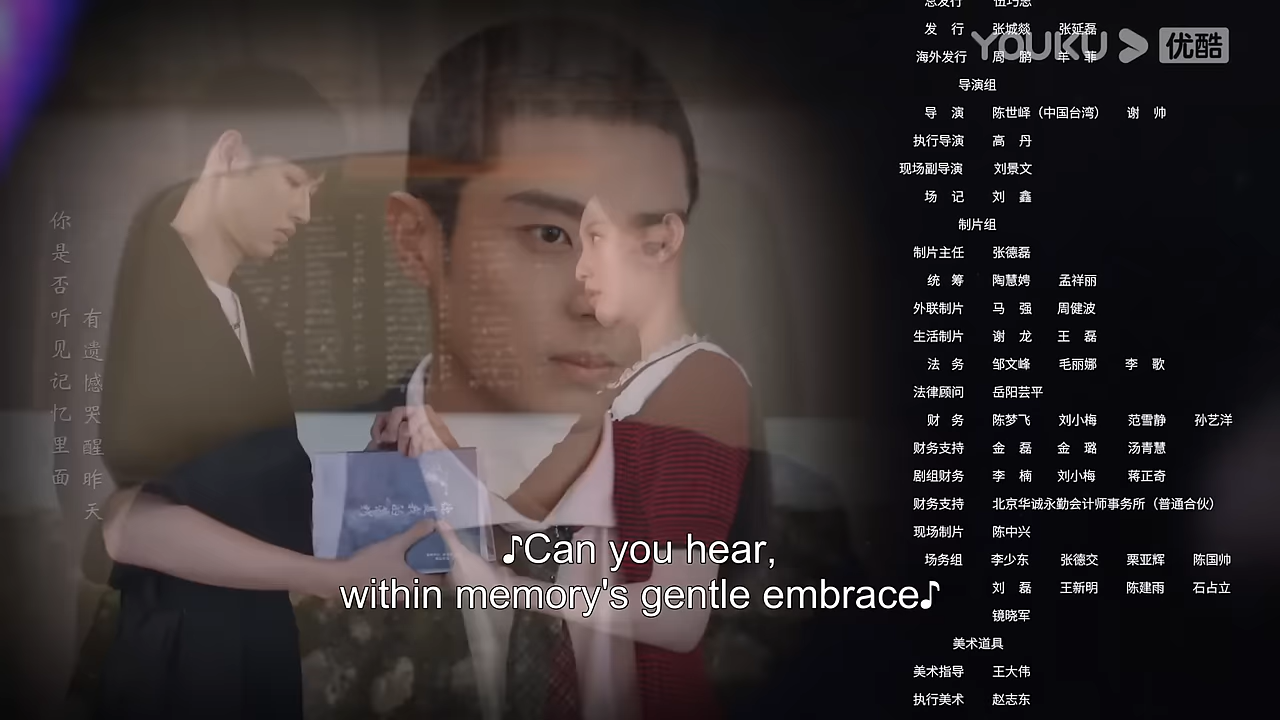 你是否听见记忆里面
有遗憾哭醒昨天
♪Can you hear,
within memory's gentle embrace♪
YOUKU 优酷
发 行 张城燚 张延磊
海外发行 周 鹏 羊 菲
导演组
导 演 陈世峄（中国台湾） 谢 帅
执行导演 高 丹
现场副导演 刘景文
场 记 刘 鑫
制片组
制片主任 张德磊
统 筹 陶慧娉 孟祥丽
外联制片 马 强 周健波
生活制片 谢 龙 王 磊
法 务 邹文峰 毛丽娜 李 歌
法律顾问 岳阳芸平
财 务 陈梦飞 刘小梅 范雪静 孙艺洋
财务支持 金 磊 金 璐 汤青慧
剧组财务 李 楠 刘小梅 蒋正奇
财务支持 北京华诚永勤会计师事务所（普通合伙）
现场制片 陈中兴
场务组 李少东 张德交 栗亚辉 陈国帅
刘 磊 王新明 陈建雨 石占立
镜晓军
美术道具
美术指导 王大伟
执行美术 赵志东